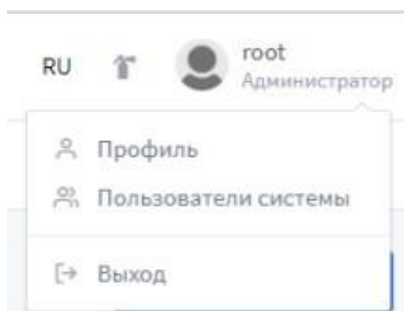 RU
root
Администратор
Профиль
Пользователи системы
Выход